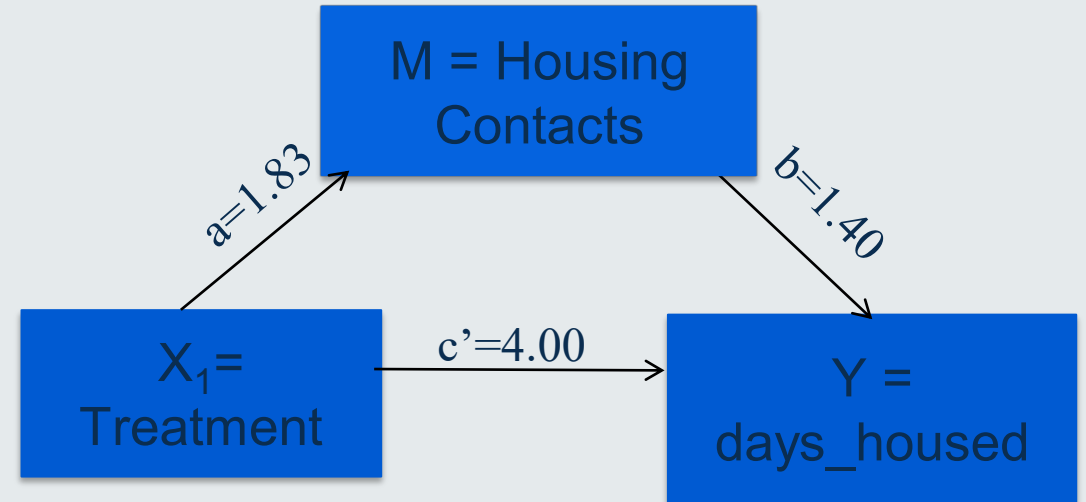 M = Housing
Contacts
a=1.83
b=1.40
c’=4.00
X₁=
Treatment
Y =
days_housed